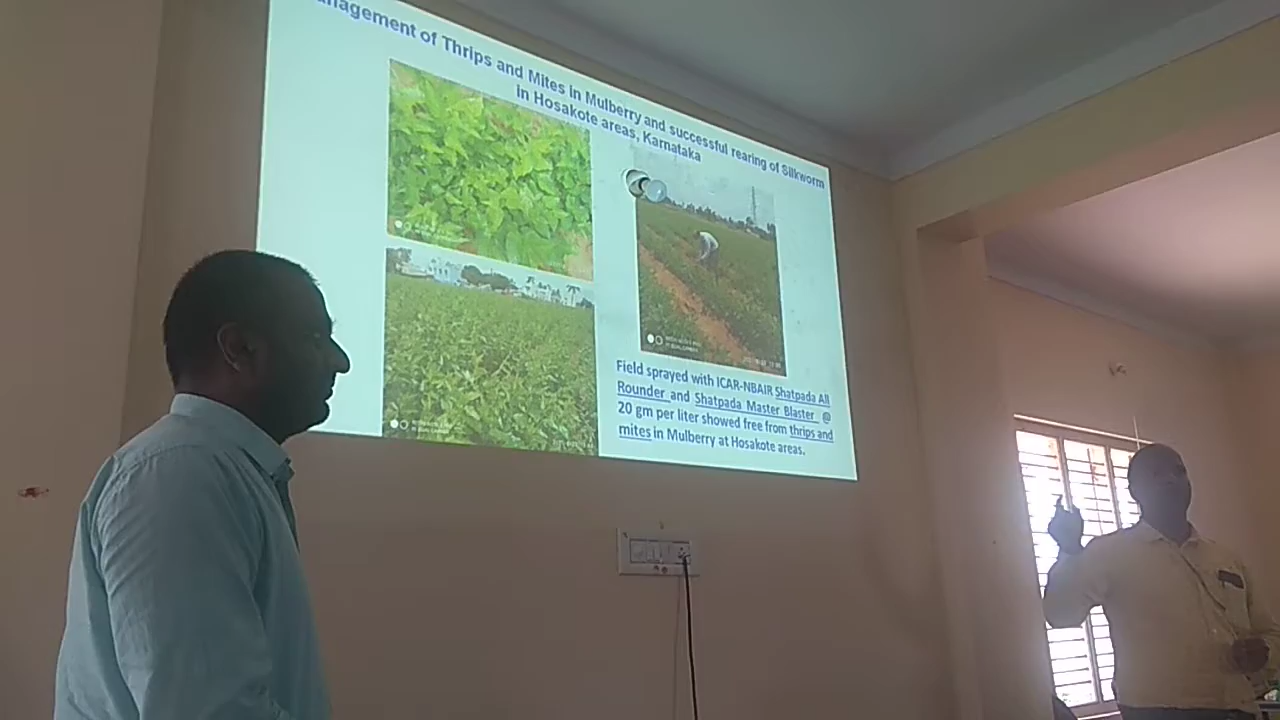 nagement of Thrips and Mites in Mulberry and successful rearing of Silkworm
in Hosakote areas, Karnataka
Field sprayed with ICAR-NBAIR Shatpada All
Rounder and Shatpada Master Blaster @
20 gm per liter showed free from thrips and
mites in Mulberry at Hosakote areas.